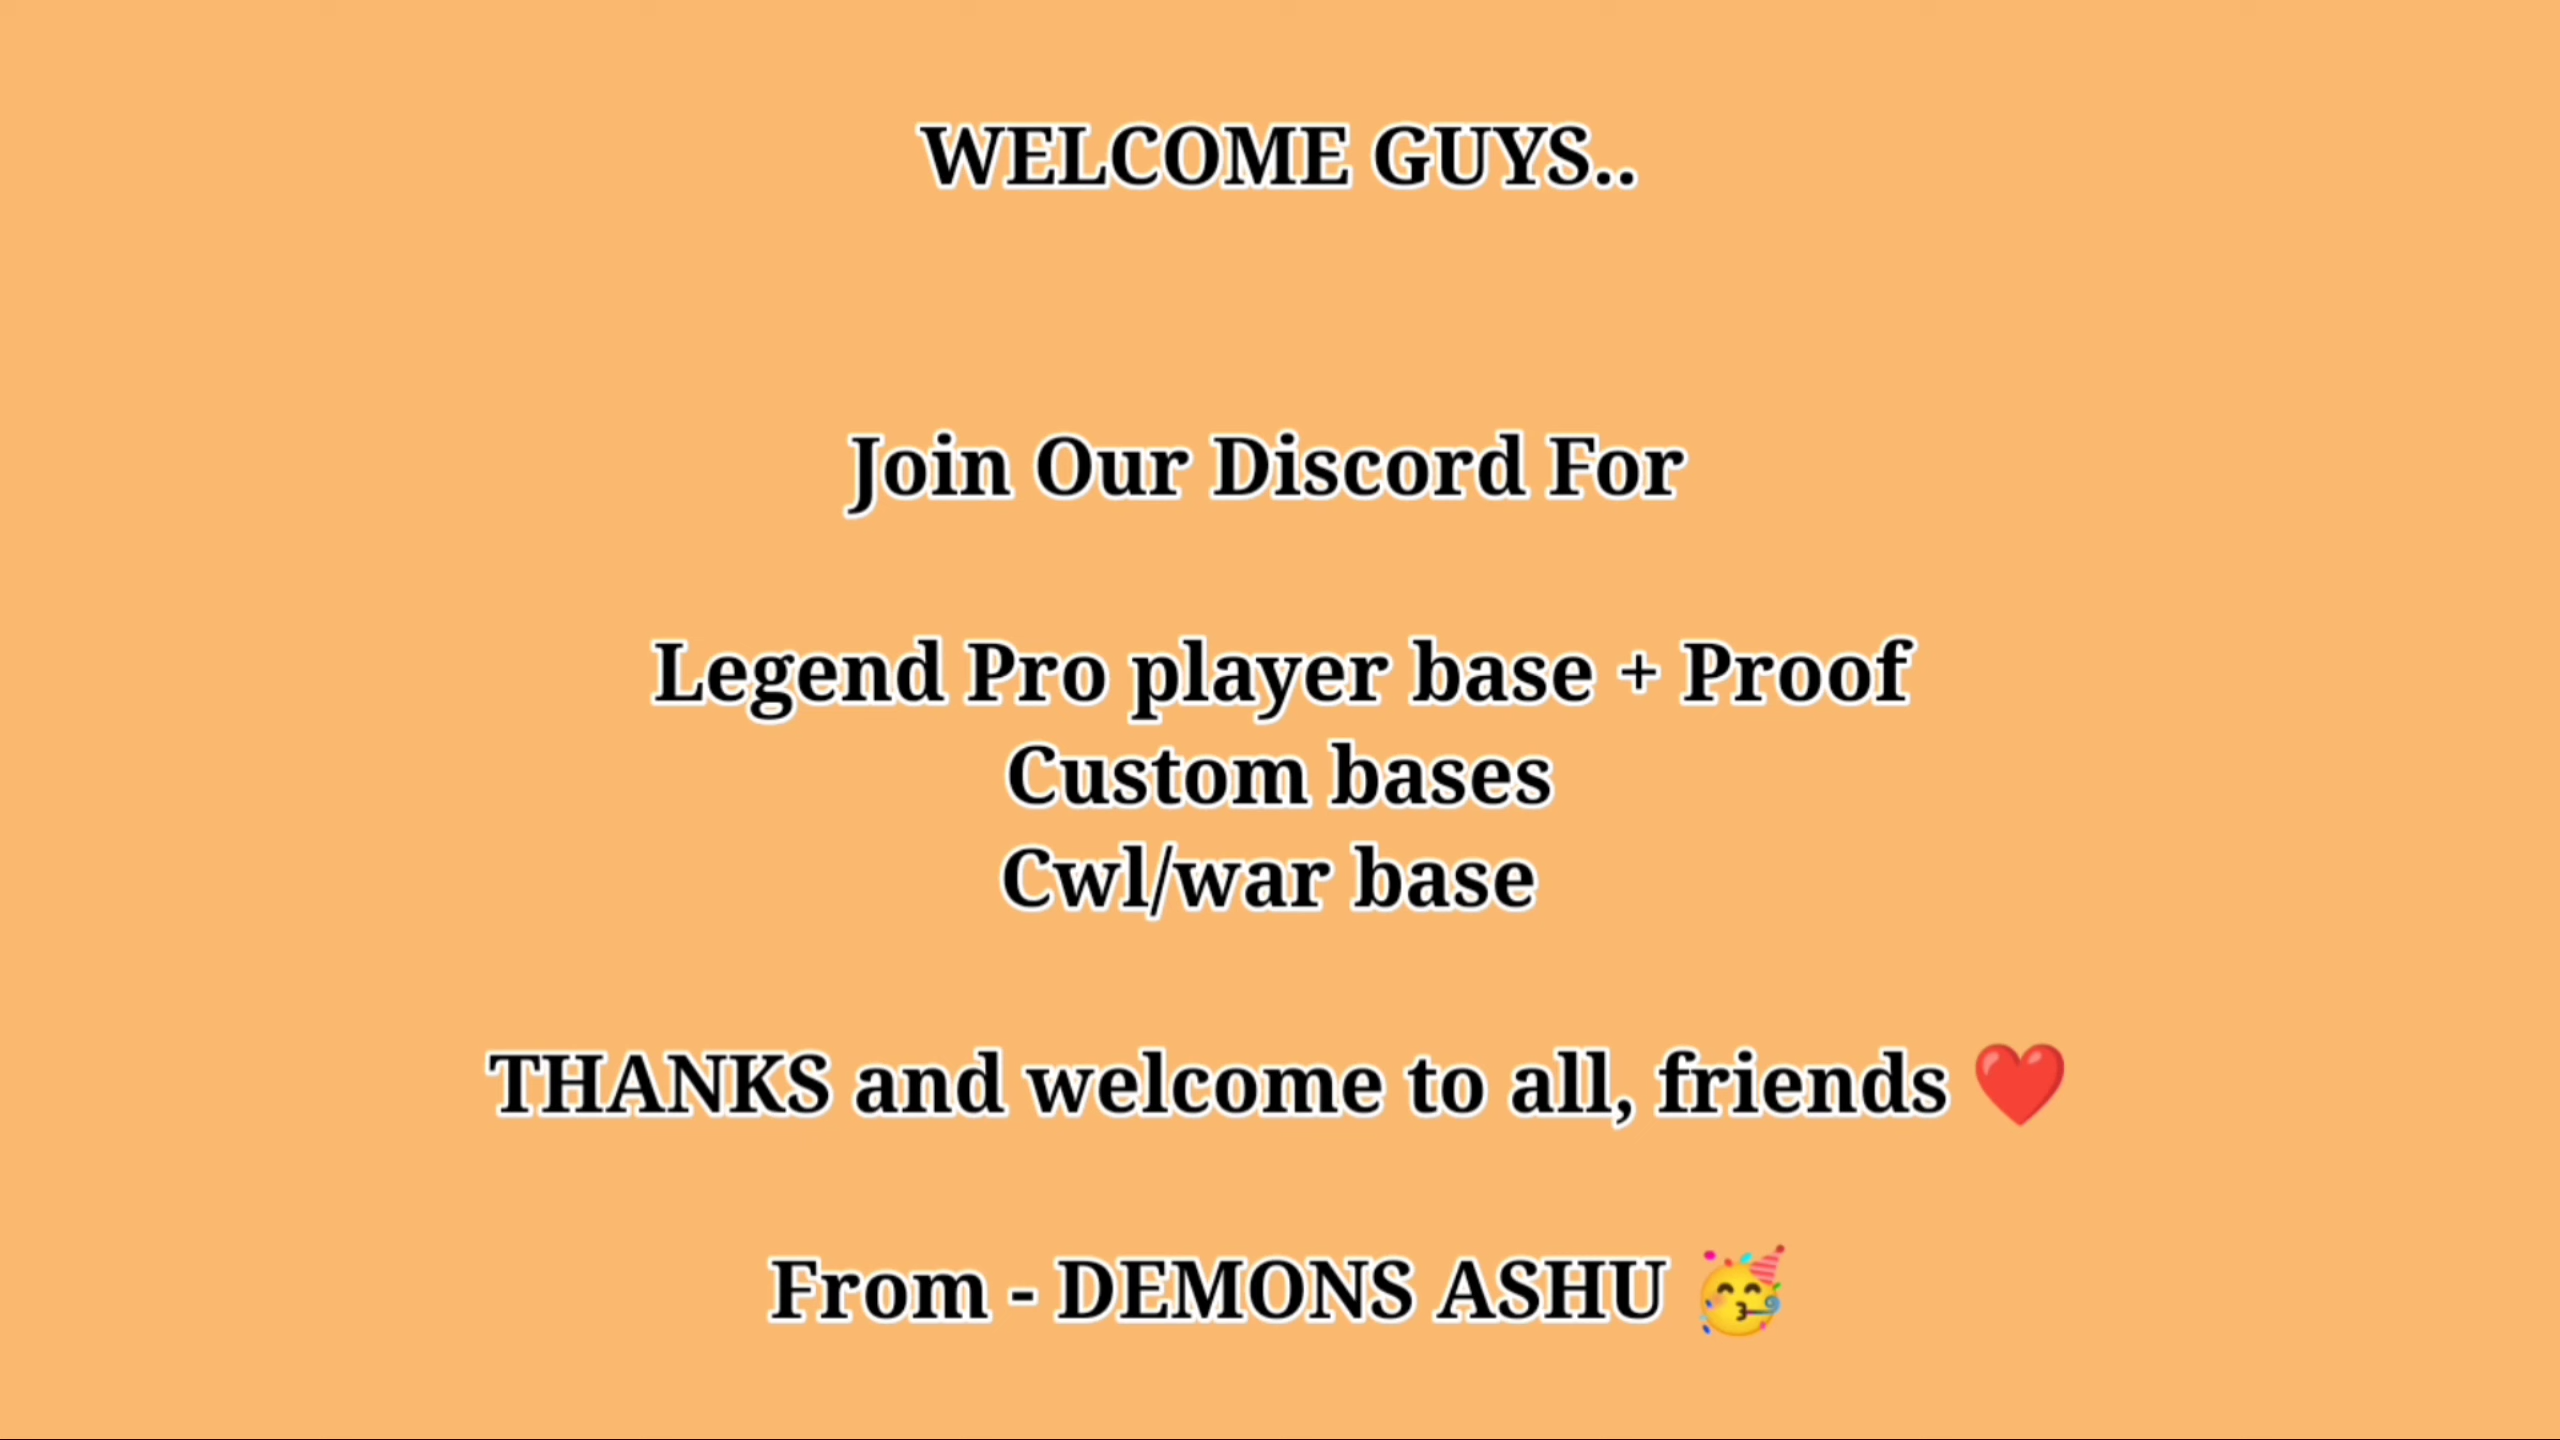 WELCOME GUYS..
Join Our Discord For
Legend Pro player base + Proof
Custom bases
Cwl/war base
THANKS and welcome to all, friends ❤️
From - DEMONS ASHU 🥳